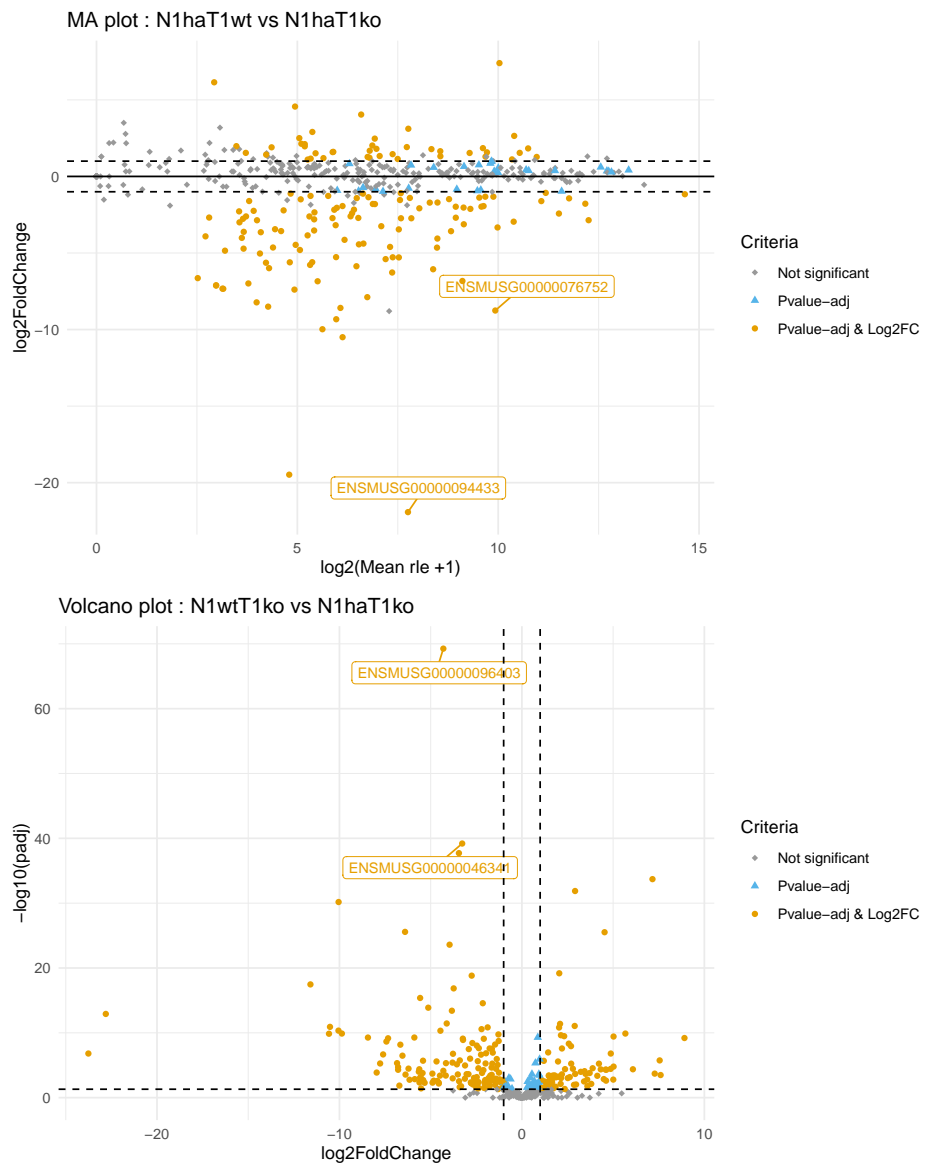 MA plot : N1haT1wt vs N1haT1ko
0
−10
−20
log2FoldChange
ENSMUSG00000076752
ENSMUSG00000094433
0
5
10
15
log2(Mean rle +1)
Criteria
Not significant
Pvalue−adj
Pvalue−adj & Log2FC
Volcano plot : N1wtT1ko vs N1haT1ko
ENSMUSG00000096403
60
40
ENSMUSG00000046341
20
0
−log10(padj)
−20
−10
0
10
log2FoldChange
Criteria
Not significant
Pvalue−adj
Pvalue−adj & Log2FC